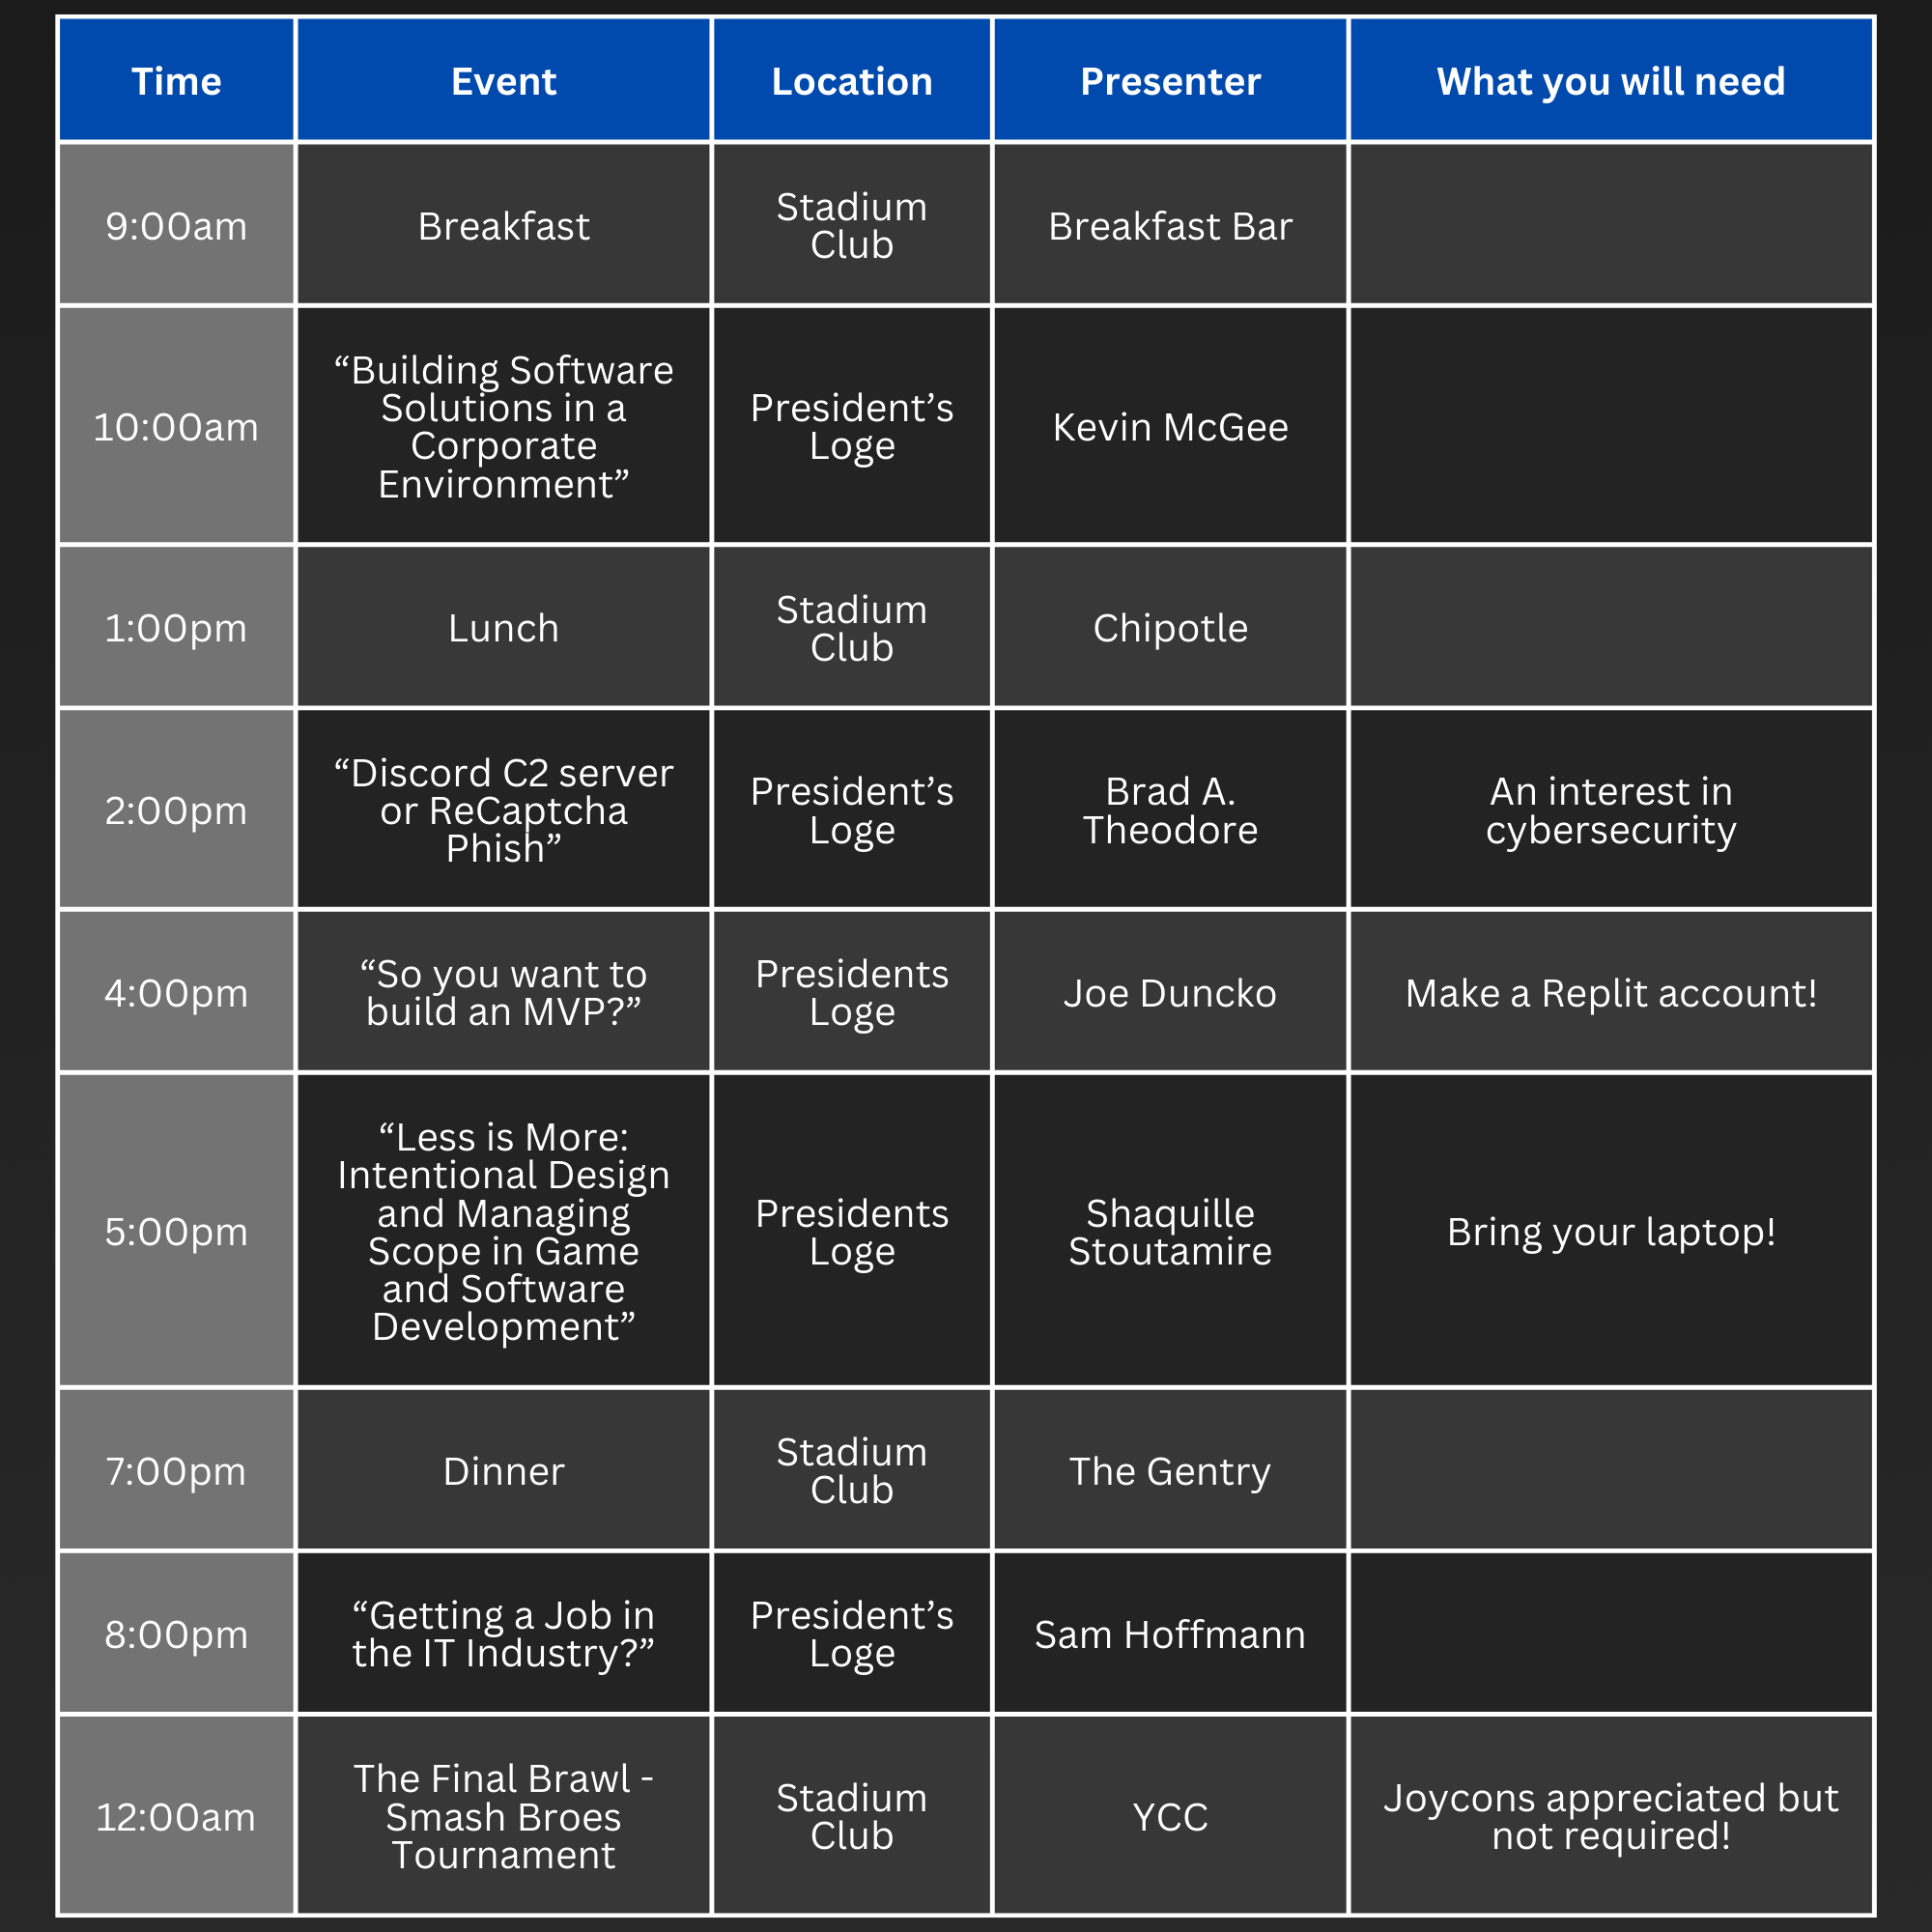 Time Event Location Presenter What you will need
9:00am
Breakfast
Stadium
Club
Breakfast Bar
10:00am
“Building Software
Solutions in a
Corporate
Environment”
President’s
Loge
Kevin McGee
1:00pm
Lunch
Stadium
Club
Chipotle
2:00pm
“Discord C2 server
or ReCaptcha
Phish”
President’s
Loge
Brad A.
Theodore
An interest in
cybersecurity
4:00pm
“So you want to
build an MVP?”
Presidents
Loge
Joe Duncko
Make a Replit account!
5:00pm
“Less is More:
Intentional Design
and Managing
Scope in Game
and Software
Development”
Presidents
Loge
Shaquille
Stoutamire
Bring your laptop!
7:00pm
Dinner
Stadium
Club
The Gentry
8:00pm
“Getting a Job in
the IT Industry?”
President’s
Loge
Sam Hoffmann
12:00am
The Final Brawl -
Smash Broes
Tournament
Stadium
Club
YCC
Joycons appreciated but
not required!